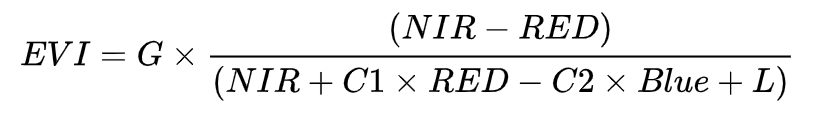 EVI = G × (NIR − RED) / (NIR + C1 × RED − C2 × Blue + L)